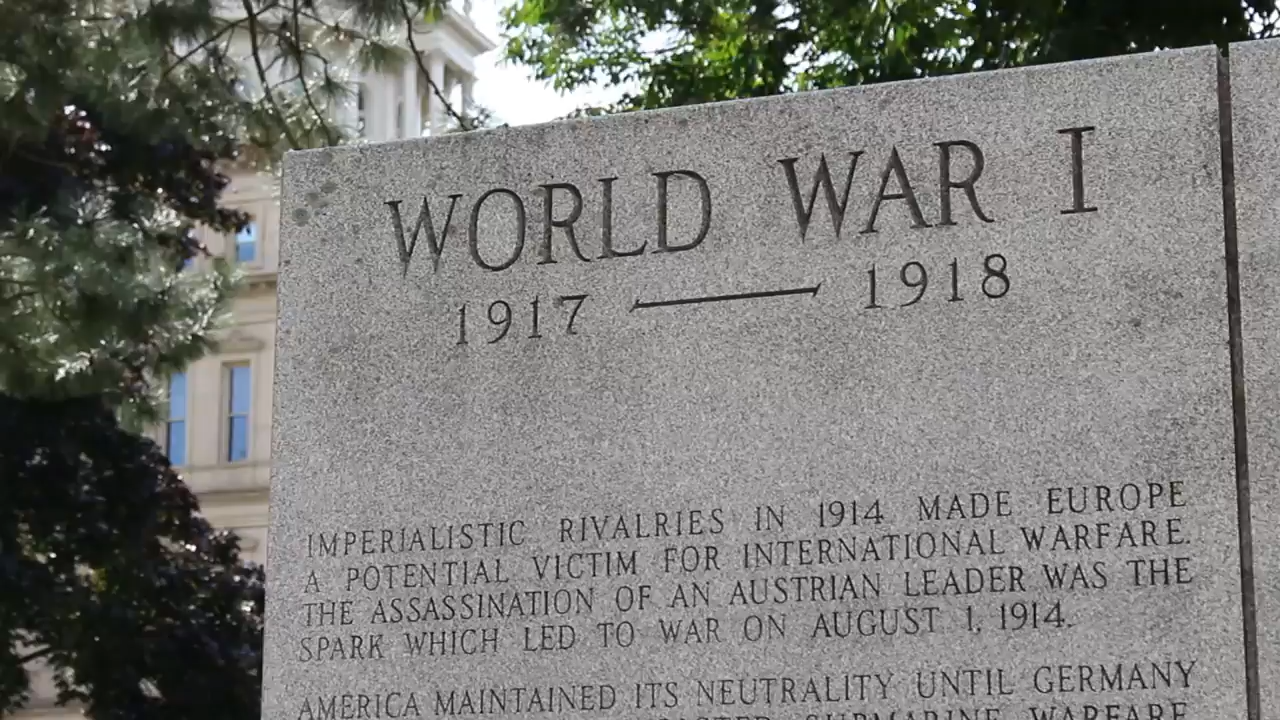 WORLD WAR I
1917 — 1918
IMPERIALISTIC RIVALRIES IN 1914 MADE EUROPE
A POTENTIAL VICTIM FOR INTERNATIONAL WARFARE.
THE ASSASSINATION OF AN AUSTRIAN LEADER WAS THE
SPARK WHICH LED TO WAR ON AUGUST 1, 1914.
AMERICA MAINTAINED ITS NEUTRALITY UNTIL GERMANY
SUBMARINE WARFARE